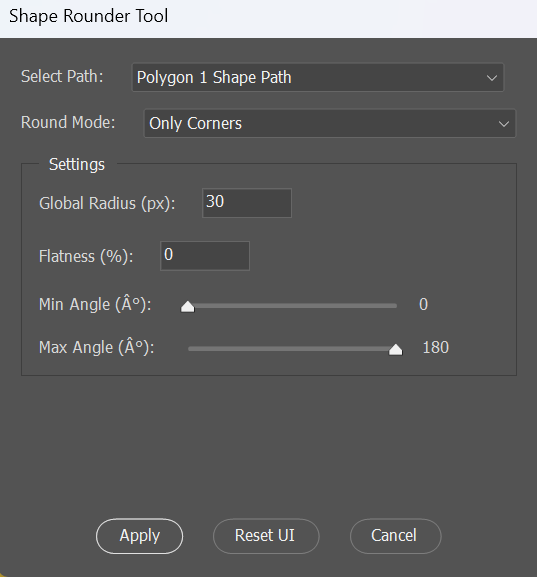 Shape Rounder Tool
Select Path: Polygon 1 Shape Path
Round Mode: Only Corners
Settings
Global Radius (px): 30
Flatness (%): 0
Min Angle (Â°): 0
Max Angle (Â°): 180
Apply Reset UI Cancel